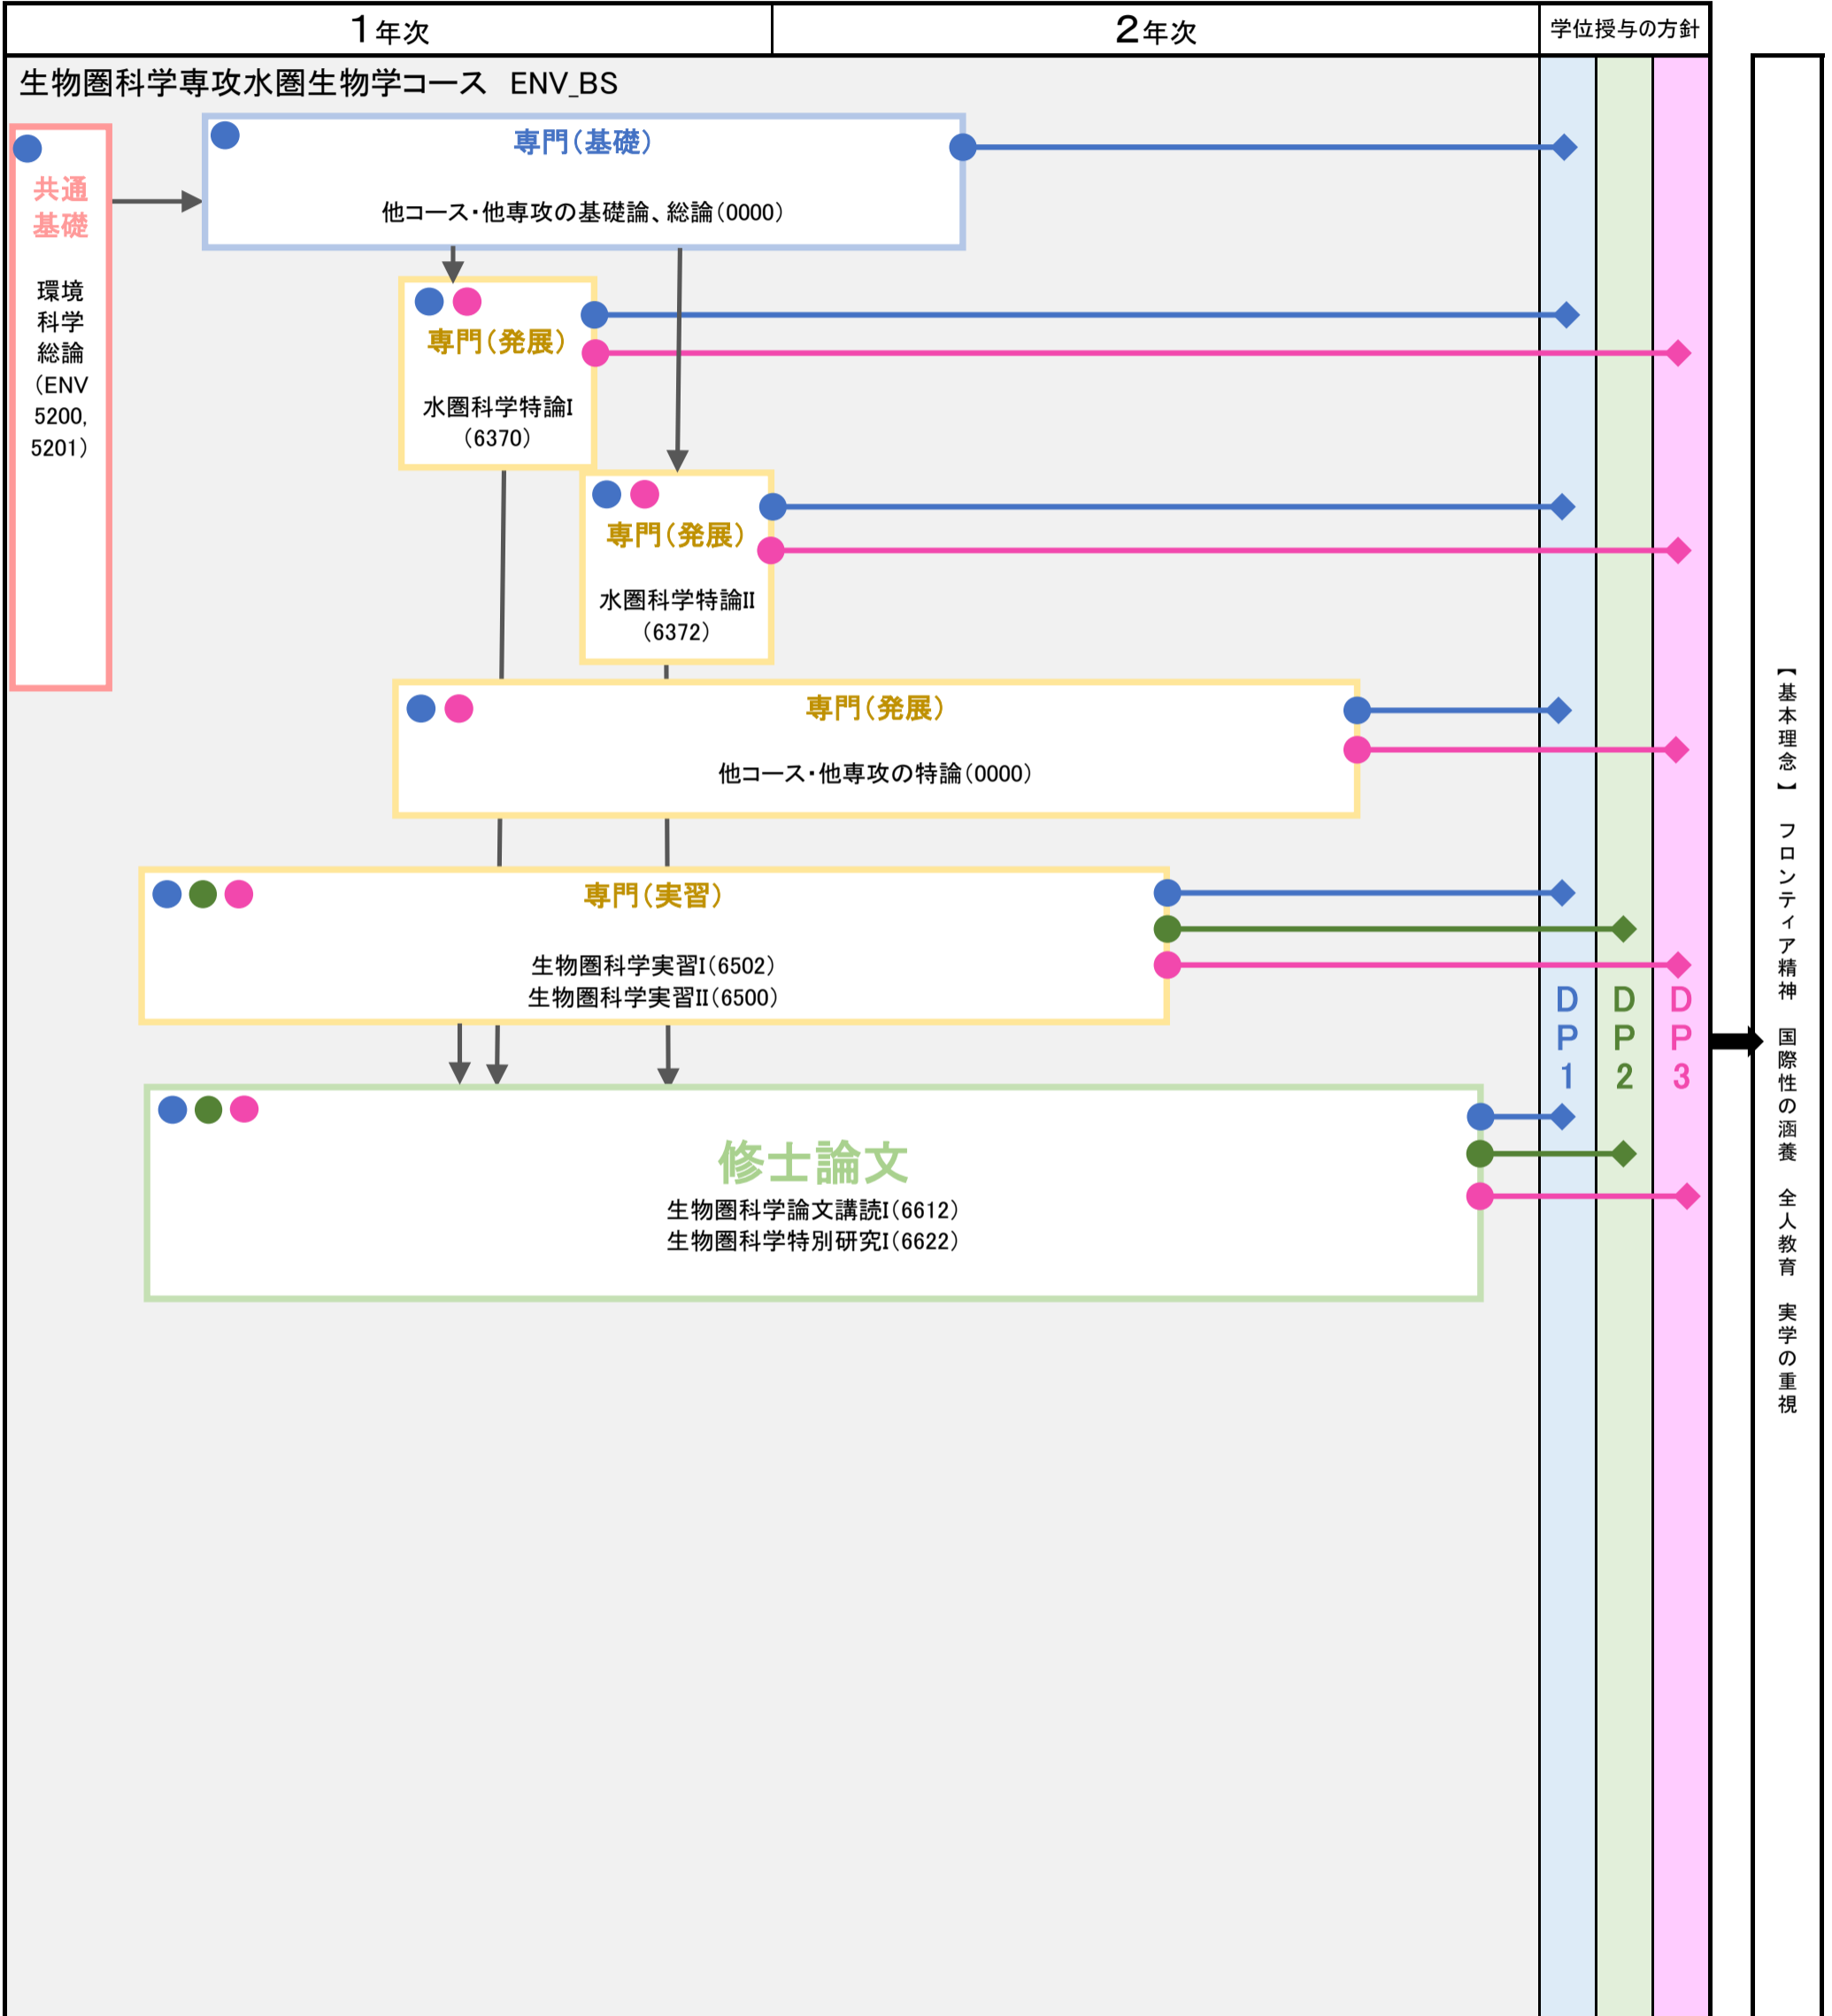 1年次
2年次
学位授与の方針
生物圏科学専攻水圏生物学コース ENV_BS
共通
基礎
環境
科学
総論
(ENV
5200,
5201)
専門(基礎)
他コース・他専攻の基礎論、総論(0000)
専門(発展)
水圏科学特論I
(6370)
専門(発展)
水圏科学特論II
(6372)
専門(発展)
他コース・他専攻の特論(0000)
専門(実習)
生物圏科学実習I(6502)
生物圏科学実習II(6500)
修士論文
生物圏科学論文講読I(6612)
生物圏科学特別研究I(6622)
DP1
DP2
DP3
【基本理念】 フロンティア精神 国際性の涵養 全人教育 実学の重視